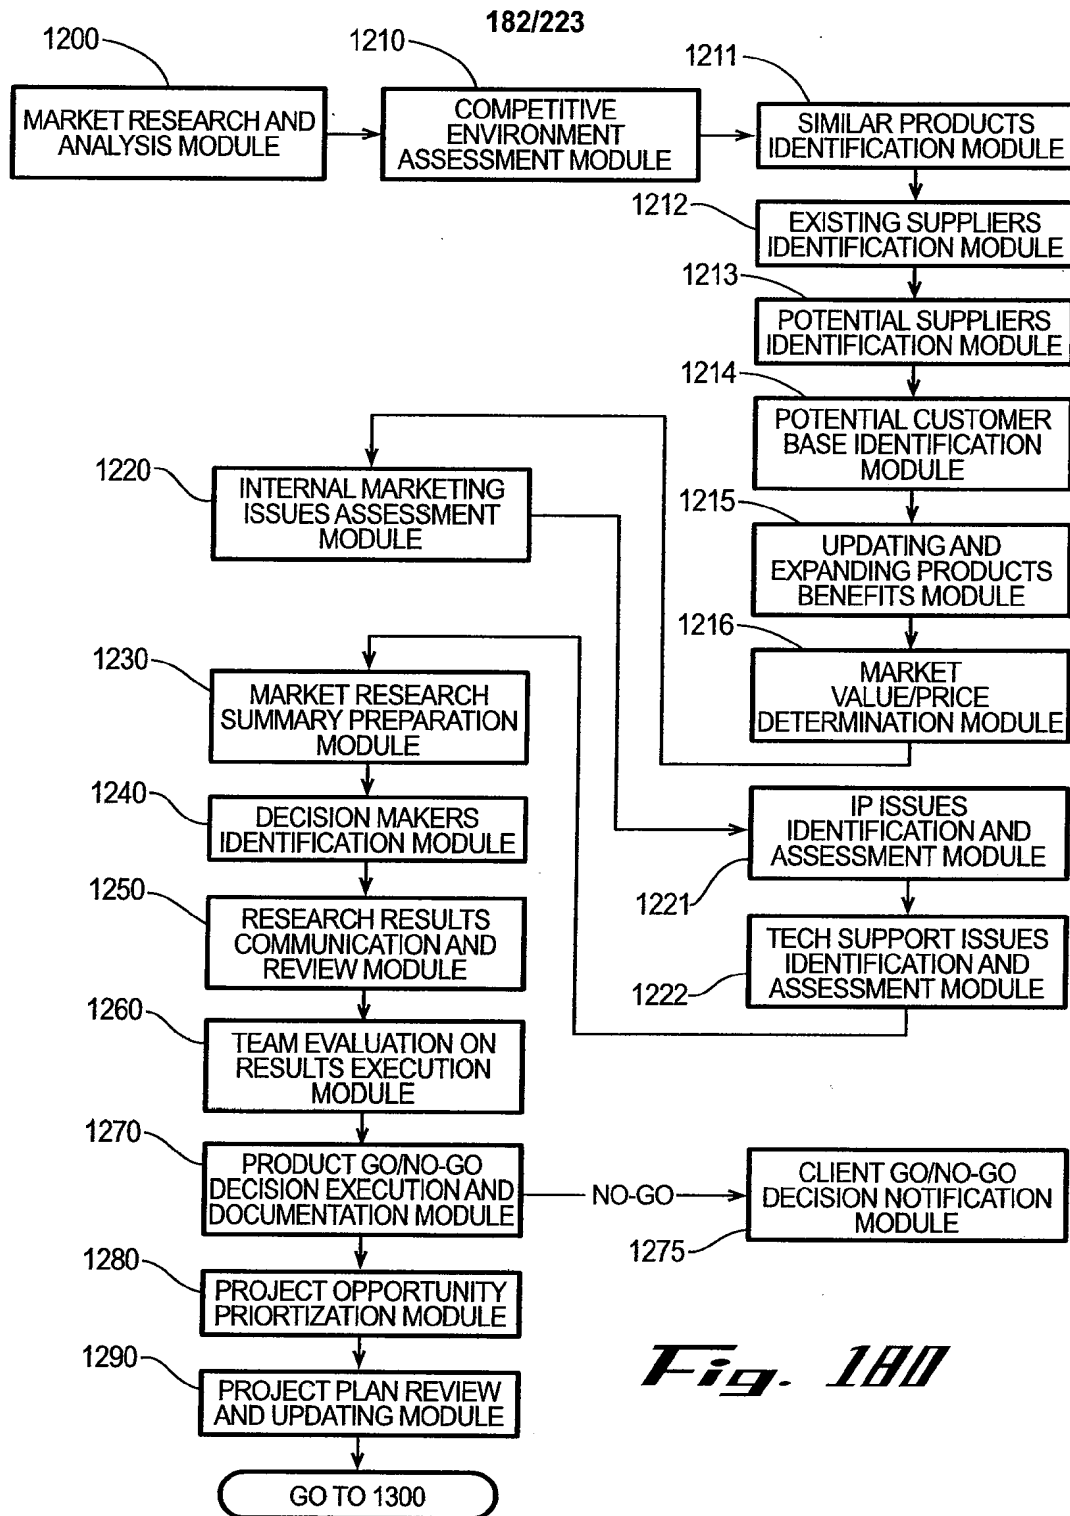 182/223
1200
MARKET RESEARCH AND
ANALYSIS MODULE
1210
COMPETITIVE
ENVIRONMENT
ASSESSMENT MODULE
1211
SIMILAR PRODUCTS
IDENTIFICATION MODULE
1212
EXISTING SUPPLIERS
IDENTIFICATION MODULE
1213
POTENTIAL SUPPLIERS
IDENTIFICATION MODULE
1214
POTENTIAL CUSTOMER
BASE IDENTIFICATION
MODULE
1215
UPDATING AND
EXPANDING PRODUCTS
BENEFITS MODULE
1216
MARKET
VALUE/PRICE
DETERMINATION MODULE
1220
INTERNAL MARKETING
ISSUES ASSESSMENT
MODULE
IP ISSUES
IDENTIFICATION AND
ASSESSMENT MODULE
1221
TECH SUPPORT ISSUES
IDENTIFICATION AND
ASSESSMENT MODULE
1222
1230
MARKET RESEARCH
SUMMARY PREPARATION
MODULE
1240
DECISION MAKERS
IDENTIFICATION MODULE
1250
RESEARCH RESULTS
COMMUNICATION AND
REVIEW MODULE
1260
TEAM EVALUATION ON
RESULTS EXECUTION
MODULE
1270
PRODUCT GO/NO-GO
DECISION EXECUTION AND
DOCUMENTATION MODULE
NO-GO
CLIENT GO/NO-GO
DECISION NOTIFICATION
MODULE
1275
1280
PROJECT OPPORTUNITY
PRIORTIZATION MODULE
1290
PROJECT PLAN REVIEW
AND UPDATING MODULE
GO TO 1300
Fig. 180